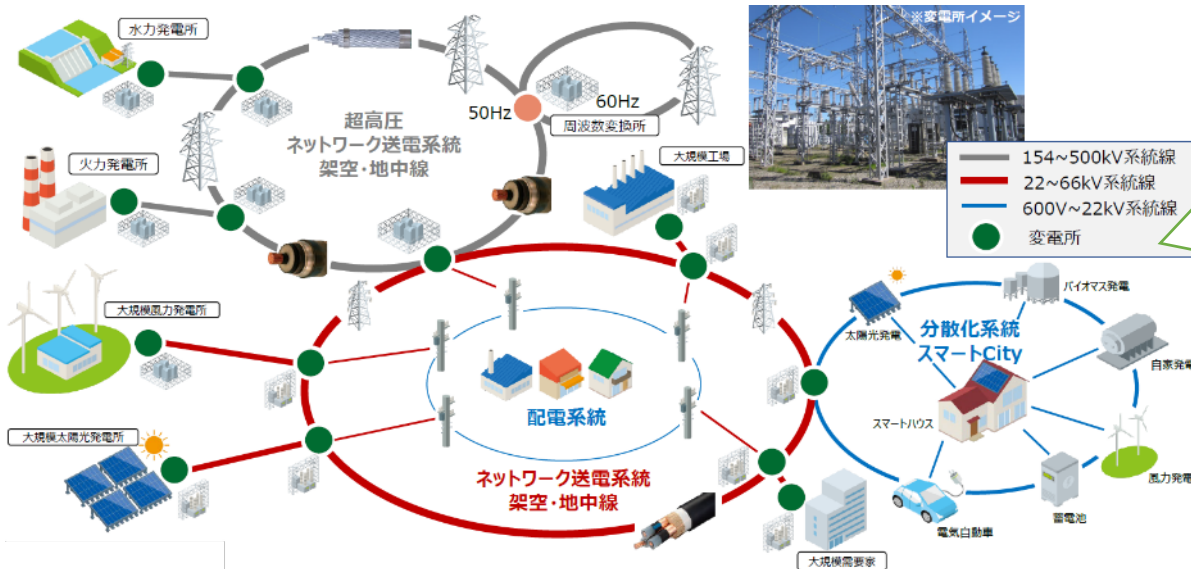 水力発電所
※変電所イメージ
50Hz
60Hz
周波数変換所
超高圧
ネットワーク送電系統
架空・地中線
火力発電所
大規模工場
154~500kV系統線
22~66kV系統線
600V~22kV系統線
変電所
大規模風力発電所
太陽光発電
バイオマス発電
分散化系統
スマートCity
自家発電
スマートハウス
配電系統
大規模太陽光発電所
ネットワーク送電系統
架空・地中線
風力発電
蓄電池
電気自動車
大規模需要家